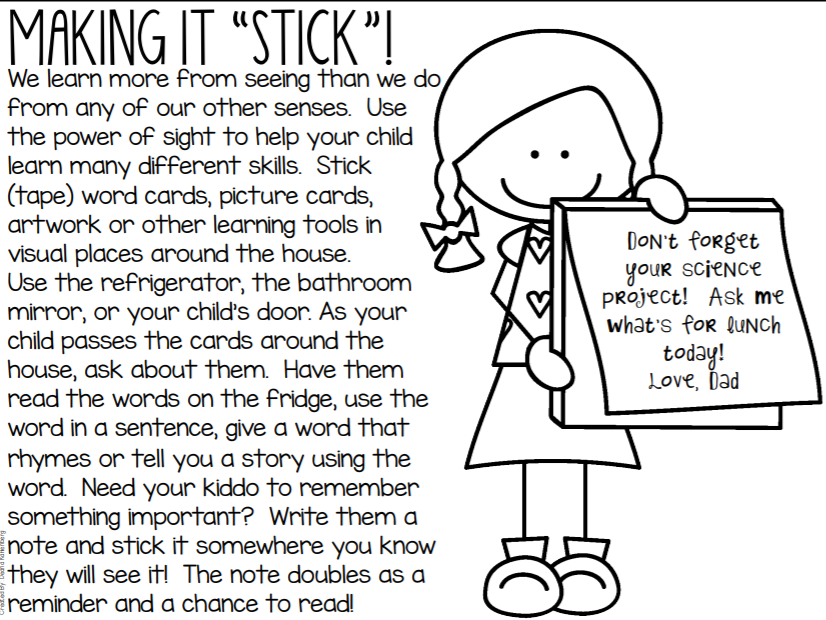 MAKING IT "STICK"!
We learn more from seeing than we do
from any of our other senses.  Use
the power of sight to help your child
learn many different skills.  Stick
(tape) word cards, picture cards,
artwork or other learning tools in
visual places around the house.
Use the refrigerator, the bathroom
mirror, or your child's door. As your
child passes the cards around the
house, ask about them.  Have them
read the words on the fridge, use the
word in a sentence, give a word that
rhymes or tell you a story using the
word.  Need your kiddo to remember
something important?  Write them a
note and stick it somewhere you know
they will see it!  The note doubles as a
reminder and a chance to read!
Don't forget
your science
project!  Ask me
what's for lunch
today!
Love, Dad
Created By: Deana